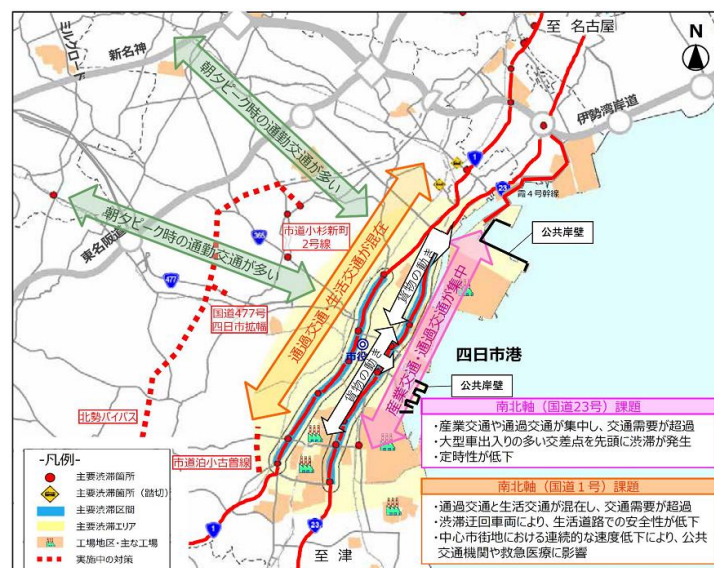 至 名古屋
N
ミルクロード
新名神
伊勢湾岸道
朝夕ピーク時の通勤交通が多い
1
23
霞4号幹線
市道小杉新町
2号線
公共岸壁
朝夕ピーク時の通勤交通が多い
365
東名阪道
477
通過交通・生活交通が混在
貨物の動き
産業交通・通過交通が集中
国道477号
四日市拡幅
市役所
四日市港
貨物の動き
公共岸壁
北勢バイパス
市道泊小古曽線
南北軸（国道23号）課題
・産業交通や通過交通が集中し、交通需要が超過
・大型車出入りの多い交差点を先頭に渋滞が発生
・定時性が低下
南北軸（国道１号）課題
・通過交通と生活交通が混在し、交通需要が超過
・渋滞迂回車両により、生活道路での安全性が低下
・中心市街地における連続的な速度低下により、公共
交通機関や救急医療に影響
-凡例-
主要渋滞箇所
主要渋滞箇所（踏切）
主要渋滞区間
主要渋滞エリア
工場地区・主な工場
実施中の対策
1
23
至 津